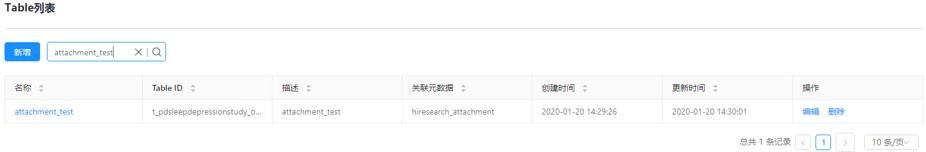 Table列表
新增 attachment_test
名称 Table ID 描述 关联元数据 创建时间 更新时间 操作
attachment_test t_pdsleepdepressionstudy_o... attachment_test hiresearch_attachment 2020-01-20 14:29:26 2020-01-20 14:30:01 编辑 删除
总共 1 条记录 1 10 条/页